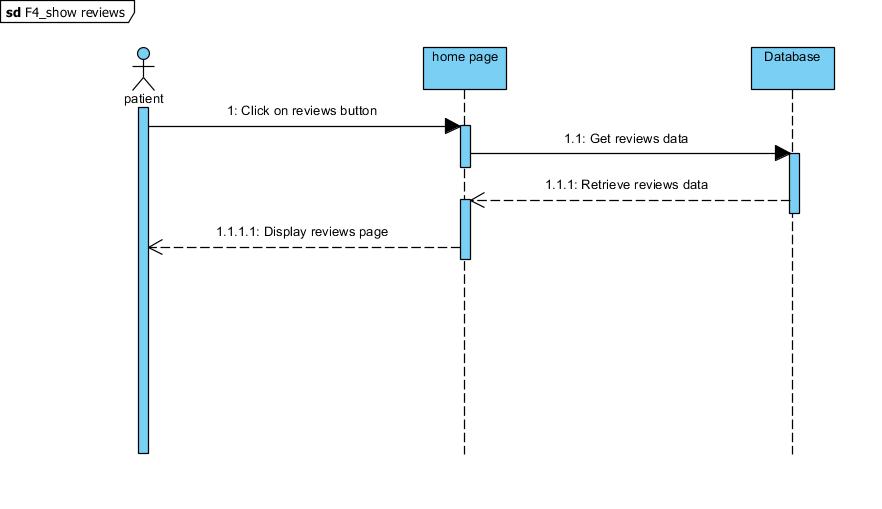 sd F4_show reviews
home page
Database
patient
1: Click on reviews button
1.1: Get reviews data
1.1.1: Retrieve reviews data
1.1.1.1: Display reviews page